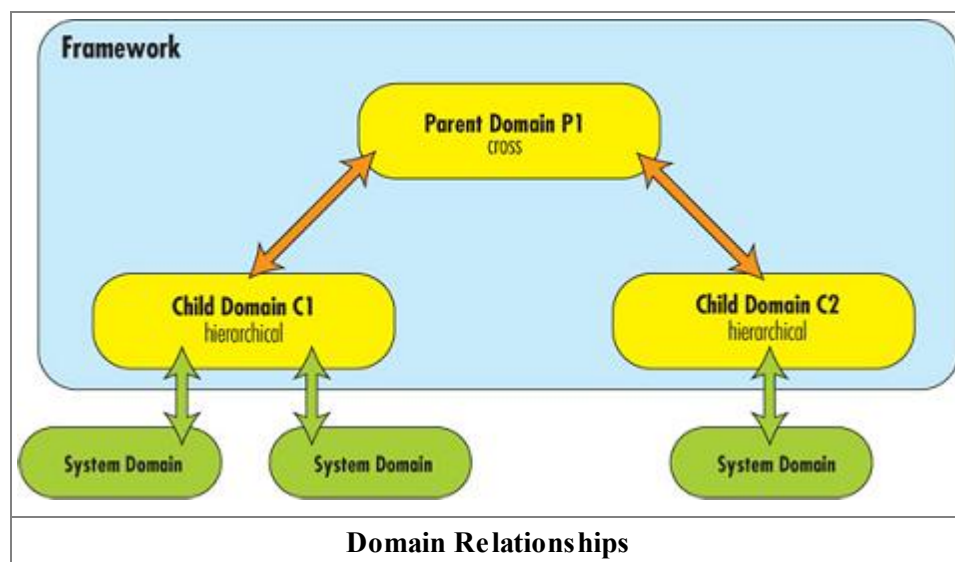 Framework
Parent Domain P1
cross
Child Domain C1
hierarchical
Child Domain C2
hierarchical
System Domain
System Domain
System Domain
Domain Relationships